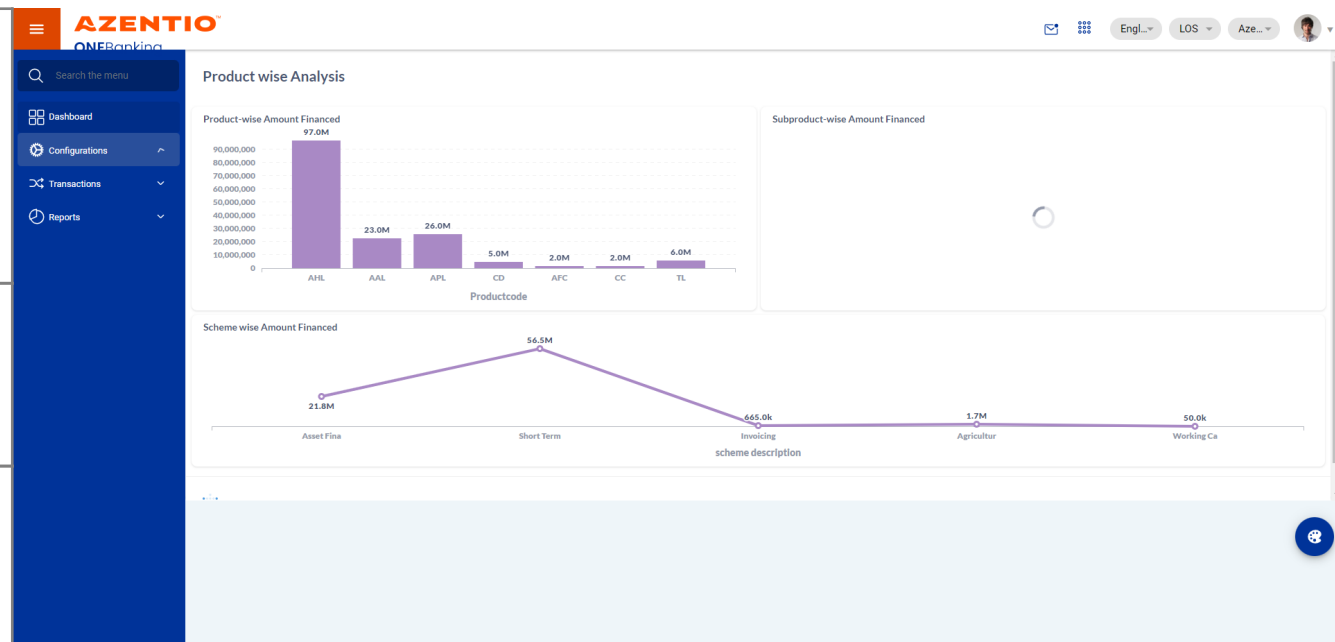 AZENTIO
ONEBanking
Engl...
LOS
Aze...
Search the menu
Dashboard
Configurations
Transactions
Reports
Product wise Analysis
Product-wise Amount Financed
97.0M
90,000,000
80,000,000
70,000,000
60,000,000
50,000,000
40,000,000
30,000,000
20,000,000
10,000,000
0
23.0M
26.0M
5.0M
2.0M
2.0M
6.0M
AHL AAL APL CD AFC CC TL
Productcode
Subproduct-wise Amount Financed
Scheme wise Amount Financed
56.5M
21.8M
665.0k
1.7M
50.0k
Asset Fina Short Term Invoicing Agricultur Working Ca
scheme description